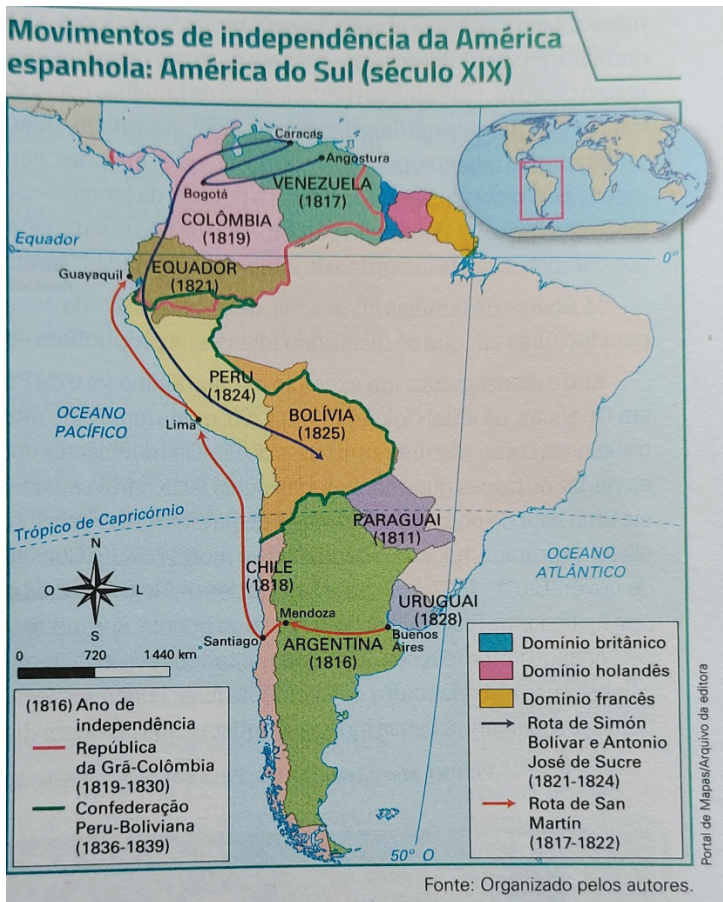 Movimentos de independência da América
espanhola: América do Sul (século XIX)
Caracas
Angostura
Bogotá
VENEZUELA
(1817)
COLÔMBIA
(1819)
Equador
0°
Guayaquil
EQUADOR
(1821)
PERU
(1824)
OCEANO
PACÍFICO
Lima
BOLÍVIA
(1825)
Trópico de Capricórnio
PARAGUAI
(1811)
N
O
L
S
CHILE
(1818)
OCEANO
ATLÂNTICO
URUGUAI
(1828)
Mendoza
Santiago
Buenos
Aires
ARGENTINA
(1816)
0 720 1 440 km
(1816) Ano de
independência
República
da Grã-Colômbia
(1819-1830)
Confederação
Peru-Boliviana
(1836-1839)
50° O
Domínio britânico
Domínio holandês
Domínio francês
Rota de Simón
Bolívar e Antonio
José de Sucre
(1821-1824)
Rota de San
Martín
(1817-1822)
Portal de Mapas/Arquivo da editora
Fonte: Organizado pelos autores.